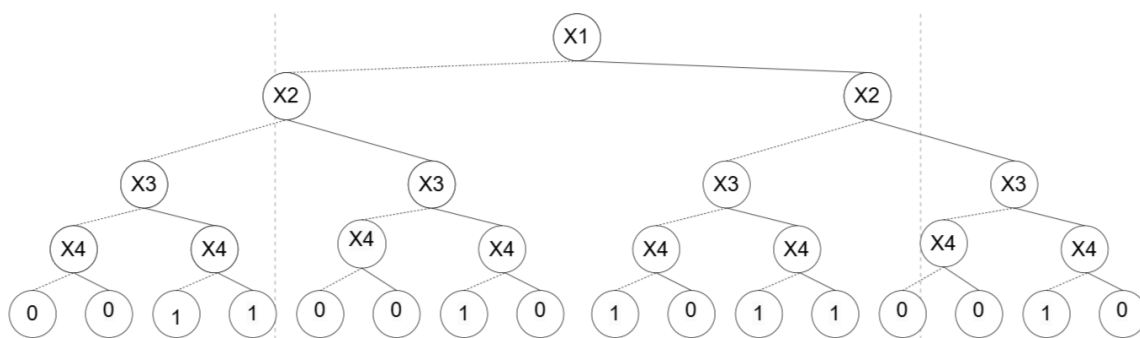 X1
X2 X2
X3 X3 X3 X3
X4 X4 X4 X4 X4 X4 X4 X4
0 0 1 1 0 0 1 0 1 0 1 1 0 0 1 0